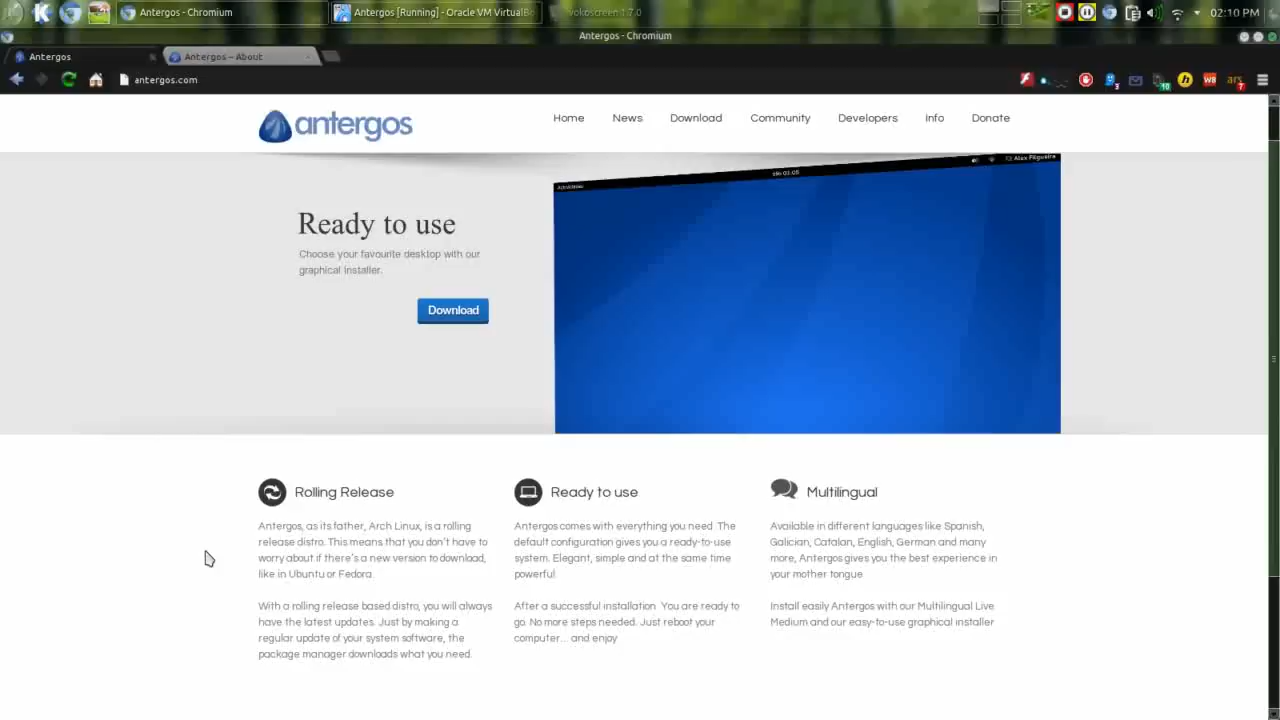 Antergos - Chromium
Antergos [Running] - Oracle VM VirtualBo
vokoscreen 1.7.0
02:10 PM
Antergos - Chromium
Antergos
Antergos – About
antergos.com
antergos
Home
News
Download
Community
Developers
Info
Donate
Ready to use
Choose your favourite desktop with our
graphical installer.
Download
Alex Filgueira
Rolling Release
Antergos, as its father, Arch Linux, is a rolling
release distro. This means that you don't have to
worry about if there's a new version to download,
like in Ubuntu or Fedora.
With a rolling release based distro, you will always
have the latest updates. Just by making a
regular update of your system software, the
package manager downloads what you need.
Ready to use
Antergos comes with everything you need. The
default configuration gives you a ready-to-use
system. Elegant, simple and at the same time
powerful.
After a successful installation. You are ready to
go. No more steps needed. Just reboot your
computer... and enjoy
Multilingual
Available in different languages like Spanish,
Galician, Catalan, English, German and many
more, Antergos gives you the best experience in
your mother tongue.
Install easily Antergos with our Multilingual Live
Medium and our easy-to-use graphical installer